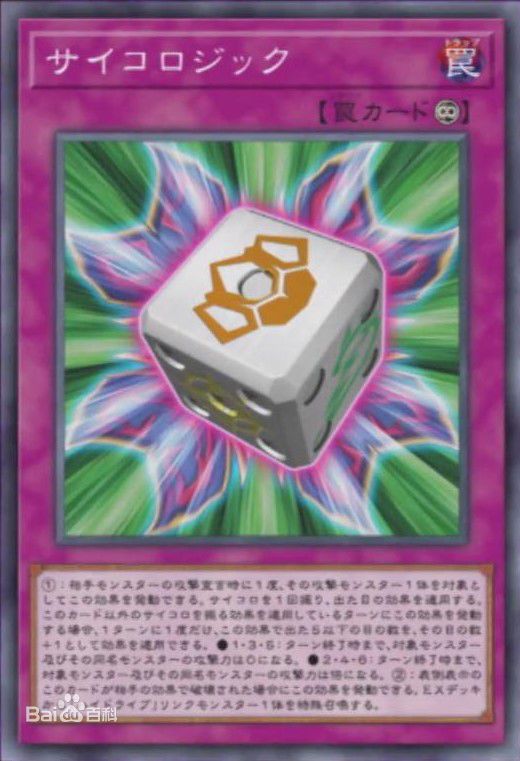 サイコロジック
トラップ
罠
【罠カード
】
①：相手モンスターの攻撃宣言時に１度、その攻撃モンスター１体を対象と
してこの効果を発動できる。サイコロを１回振り、出た目の効果を適用する。
このカード以外のサイコロを振る効果を適用しているターンにこの効果を発動
する場合、１ターンに１度だけ、この効果で出た５以下の目の数を、その目の数
＋１として効果を適用できる。●１・３・５：ターン終了時まで、対象モンスター
及びその同名モンスターの攻撃力は０になる。●２・４・６：ターン終了時まで、
対象モンスター及びその同名モンスターの攻撃力は倍になる。②：表側表示の
このカードが相手の効果で破壊された場合にこの効果を発動できる。ＥＸデッキ
イプ」リンクモンスター１体を特殊召喚する。
Bai 百科